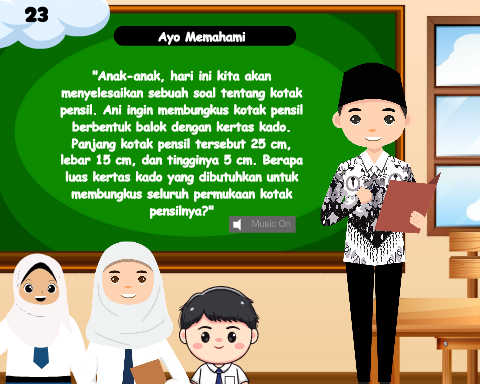 23
Ayo Memahami
"Anak-anak, hari ini kita akan
menyelesaikan sebuah soal tentang kotak
pensil. Ani ingin membungkus kotak pensil
berbentuk balok dengan kertas kado.
Panjang kotak pensil tersebut 25 cm,
lebar 15 cm, dan tingginya 5 cm. Berapa
luas kertas kado yang dibutuhkan untuk
membungkus seluruh permukaan kotak
pensilnya?"
Music On